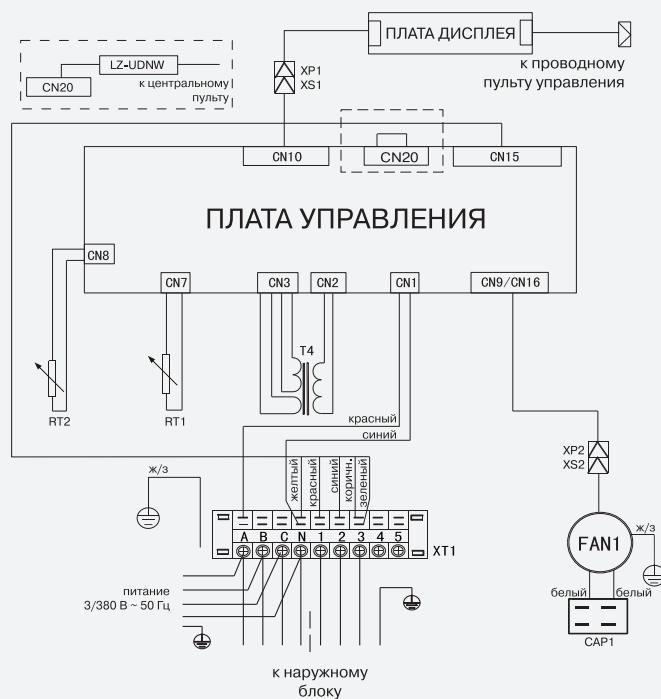 ПЛАТА ДИСПЛЕЯ
LZ-UDNW
CN20
к центральному
пульту
XP1
XS1
к проводному
пульту управления
CN10
CN20
CN15
ПЛАТА УПРАВЛЕНИЯ
CN8
CN7
CN3
CN2
CN1
CN9/CN16
T4
RT2
RT1
красный
синий
XP2
XS2
ж/з
желтый
красный
синий
коричн.
зеленый
A B C N 1 2 3 4 5
XT1
FAN1
ж/з
питание
3/380 В ~ 50 Гц
белый
белый
CAP1
к наружному
блоку